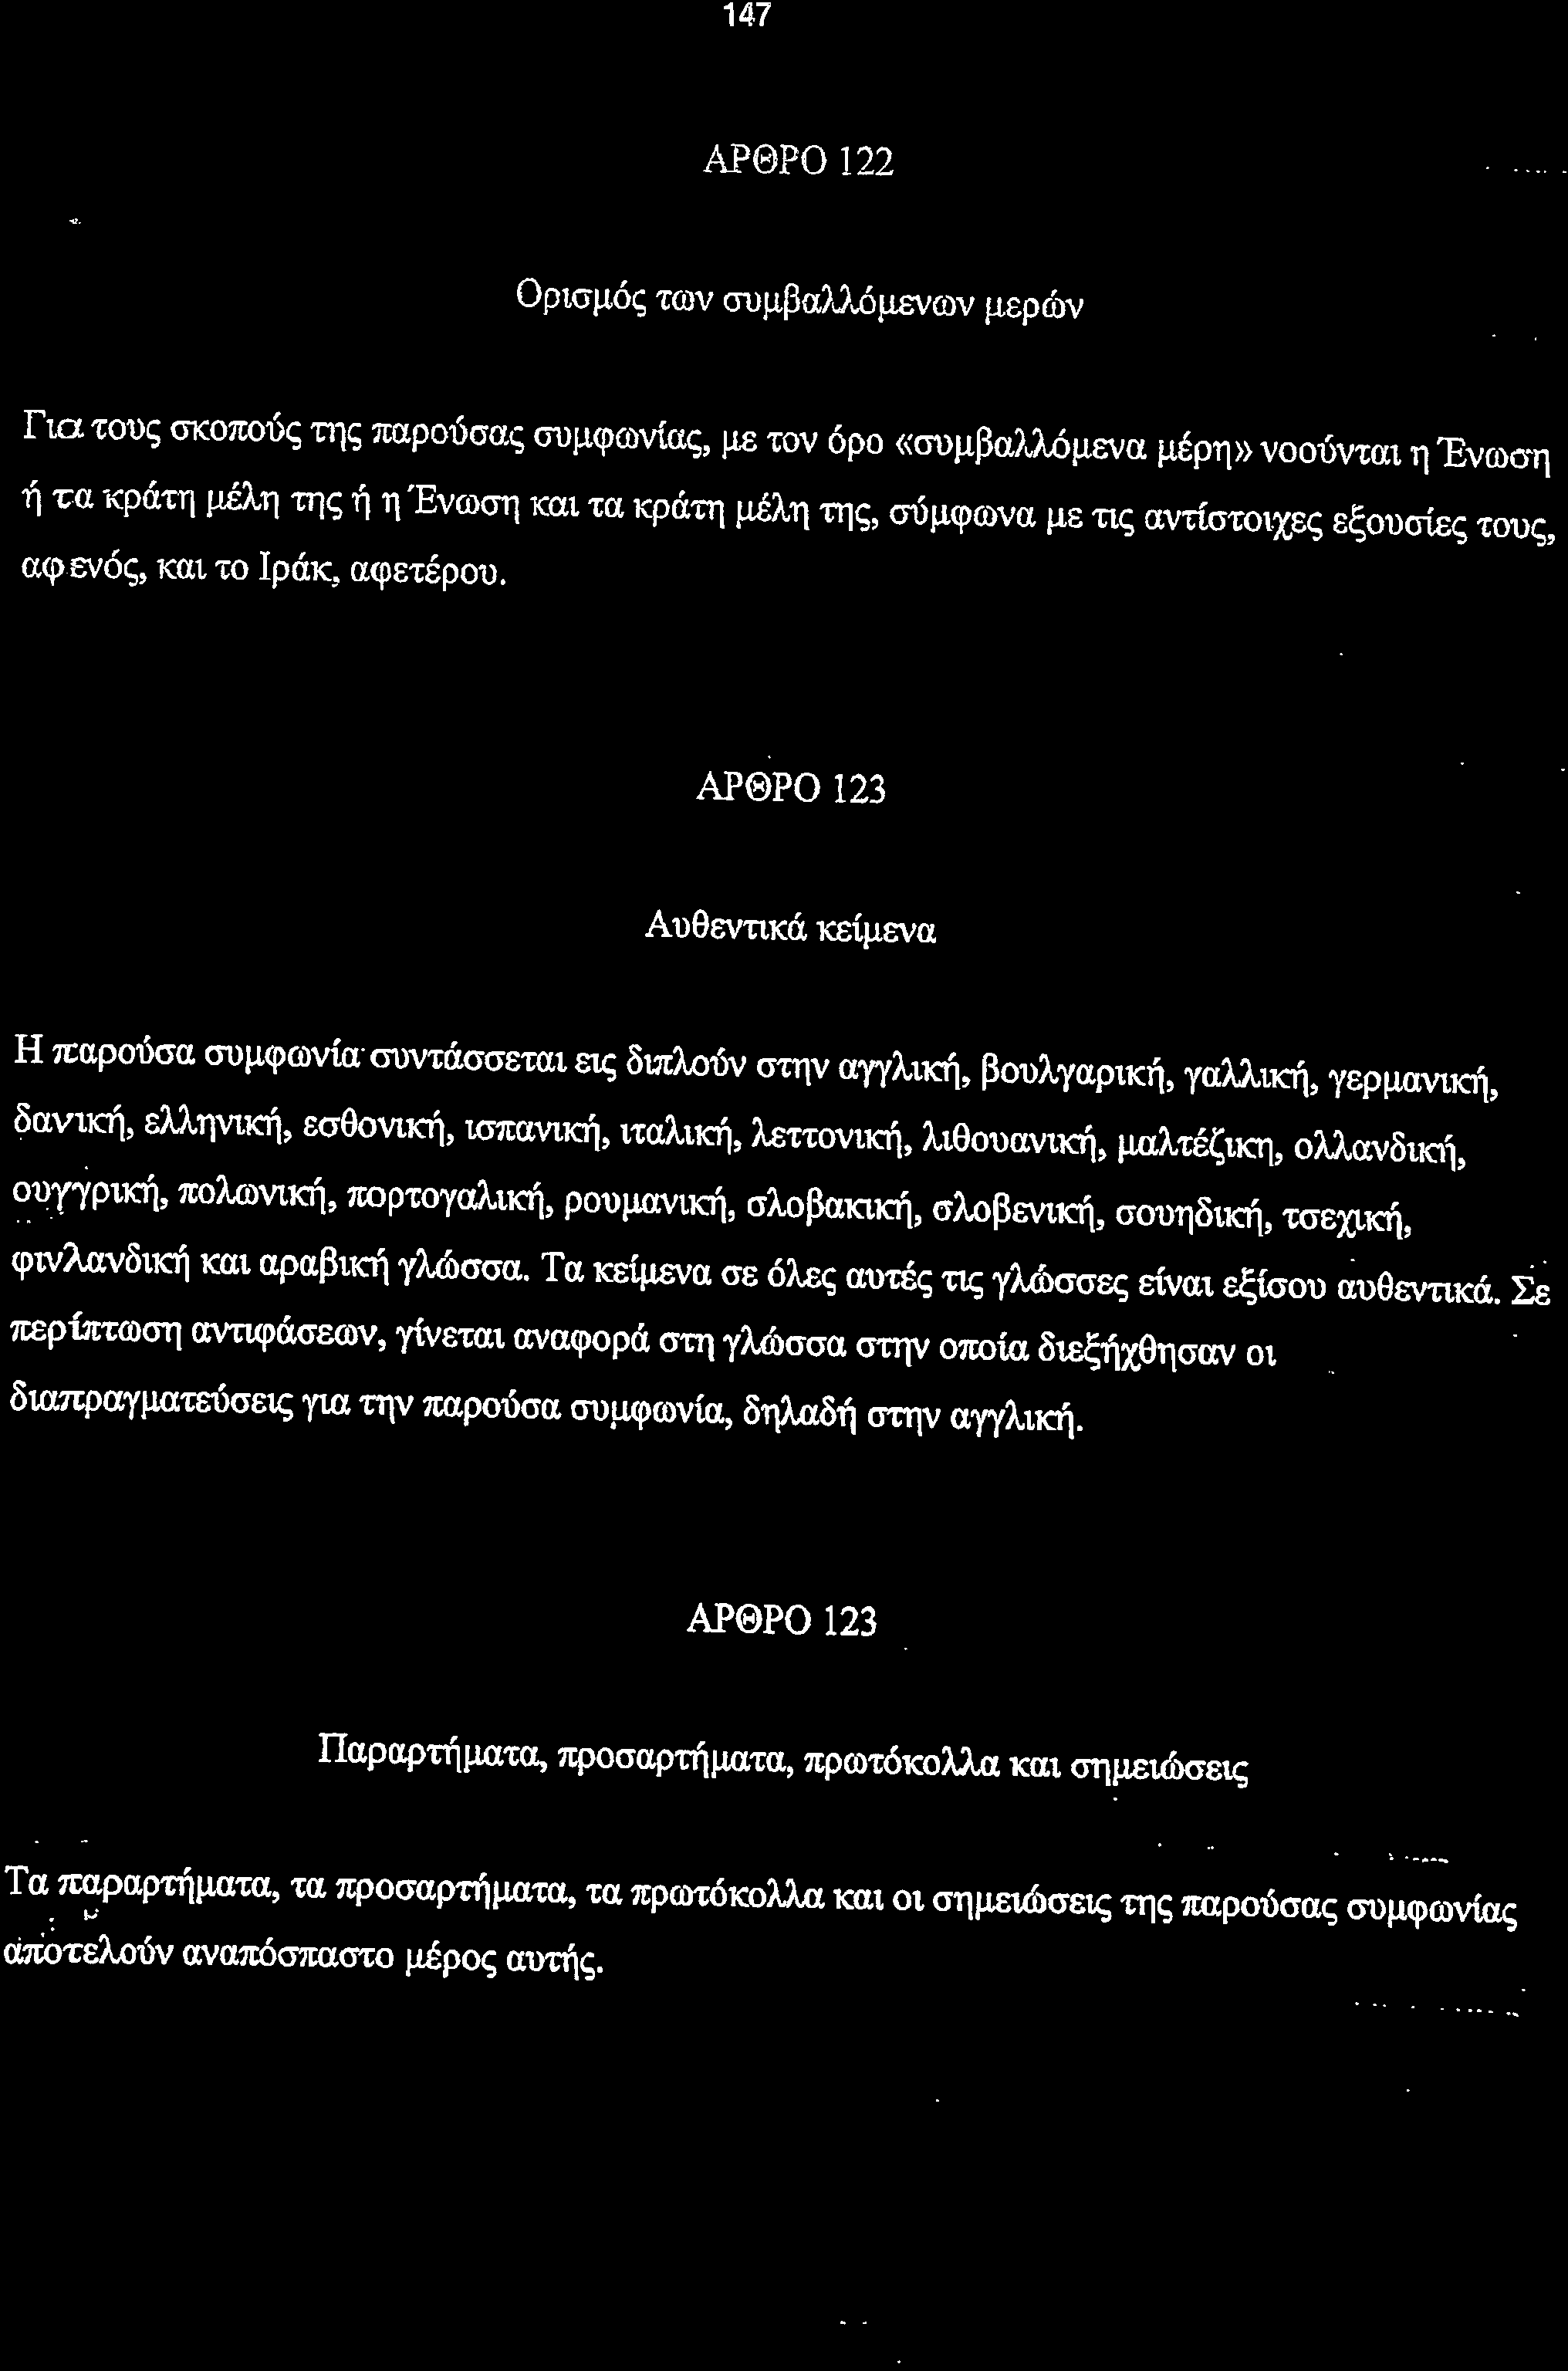 147
ΑΡΘΡΟ 122
Ορισμός των συμβαλλόμενων μερών
Για τους σκοπούς της παρούσας συμφωνίας, με τον όρο «συμβαλλόμενα μέρη» νοούνται η Ένωση
ή τα κράτη μέλη της ή η Ένωση και τα κράτη μέλη της, σύμφωνα με τις αντίστοιχες εξουσίες τους,
αφενός, και το Ιράκ, αφετέρου.
ΑΡΘΡΟ 123
Αυθεντικά κείμενα
Η παρούσα συμφωνία συντάσσεται εις διπλούν στην αγγλική, βουλγαρική, γαλλική, γερμανική,
δανική, ελληνική, εσθονική, ισπανική, ιταλική, λεττονική, λιθουανική, μαλτέζικη, ολλανδική,
ουγγρική, πολωνική, πορτογαλική, ρουμανική, σλοβακική, σλοβενική, σουηδική, τσεχική,
φινλανδική και αραβική γλώσσα. Τα κείμενα σε όλες αυτές τις γλώσσες είναι εξίσου αυθεντικά. Σε
περίπτωση αντιφάσεων, γίνεται αναφορά στη γλώσσα στην οποία διεξήχθησαν οι
διαπραγματεύσεις για την παρούσα συμφωνία, δηλαδή στην αγγλική.
ΑΡΘΡΟ 123
Παραρτήματα, προσαρτήματα, πρωτόκολλα και σημειώσεις
Τα παραρτήματα, τα προσαρτήματα, τα πρωτόκολλα και οι σημειώσεις της παρούσας συμφωνίας
αποτελούν αναπόσπαστο μέρος αυτής.